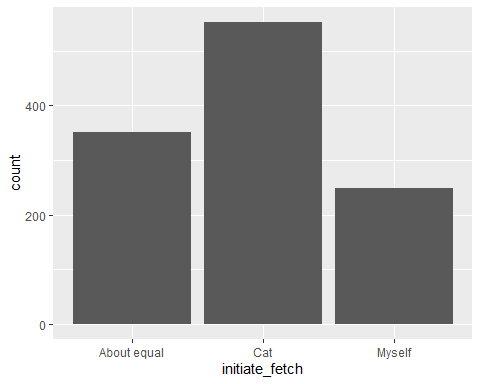 count
400
200
0
About equal
Cat
Myself
initiate_fetch